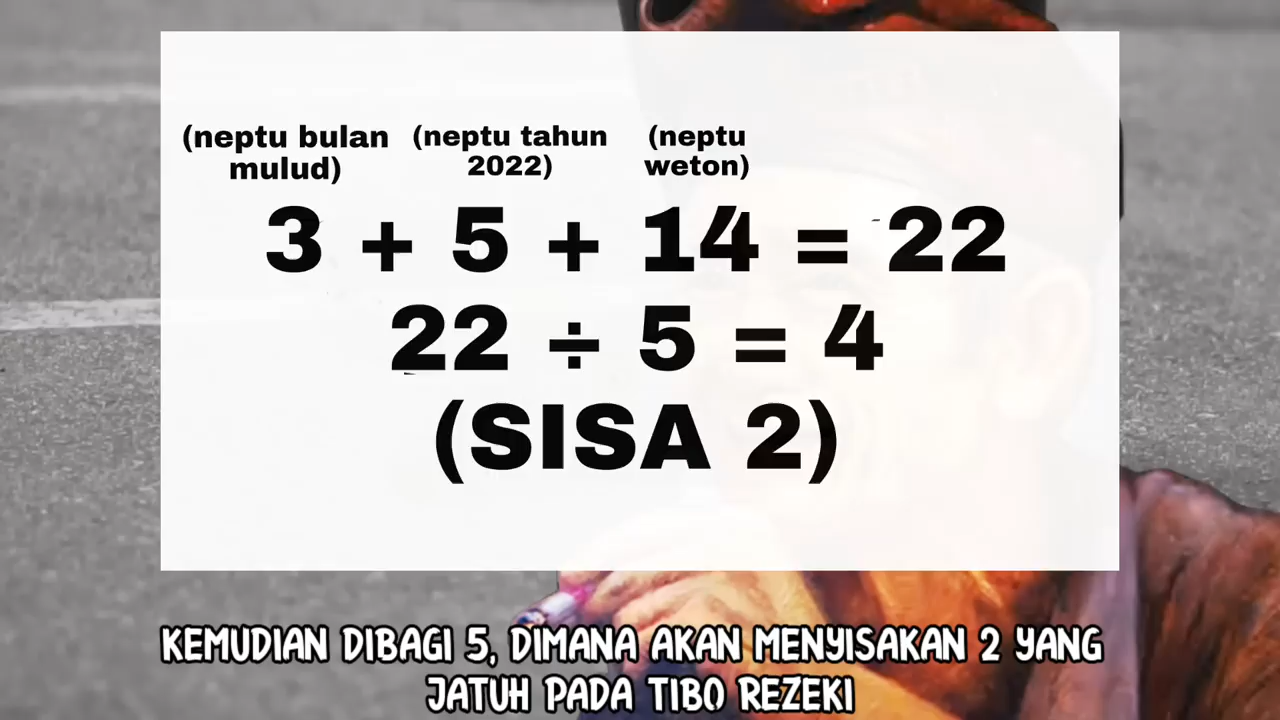 (neptu bulan (neptu tahun (neptu
mulud) 2022) weton)
3 + 5 + 14 = 22
22 ÷ 5 = 4
(SISA 2)
KEMUDIAN DIBAGI 5, DIMANA AKAN MENYISAKAN 2 YANG
JATUH PADA TIBO REZEKI